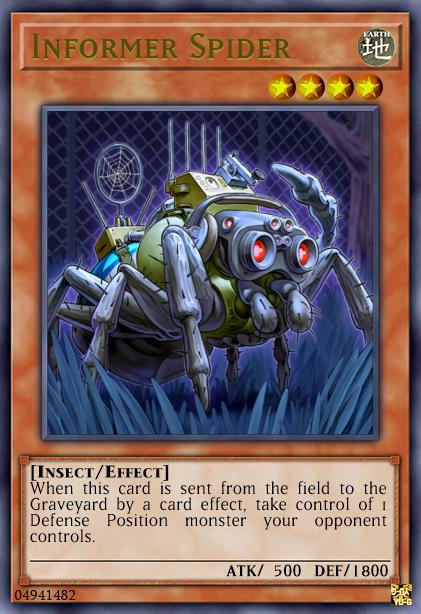 Informer Spider
EARTH
地
[Insect/Effect]
When this card is sent from the field to the
Graveyard by a card effect, take control of 1
Defense Position monster your opponent
controls.
ATK/ 500 DEF/1800
04941482